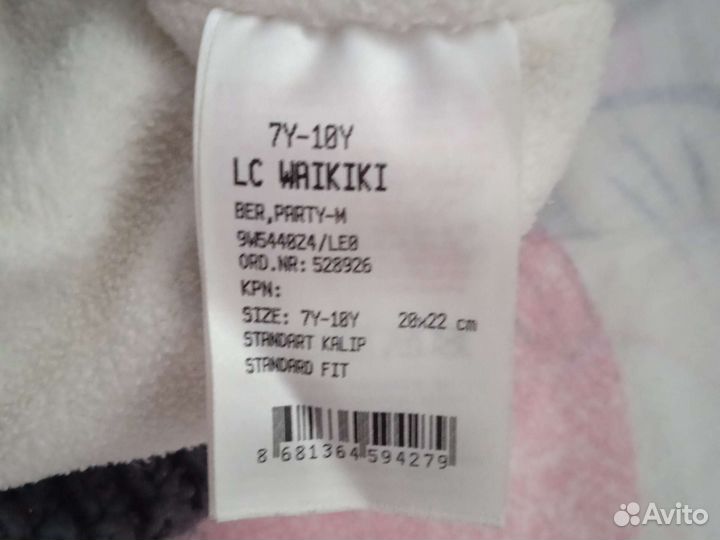 7Y-10Y
LC WAIKIKI
BER,PARTY-M
9W544024/LE0
ORD.NR: 528926
KPN:
SIZE: 7Y-10Y 20x22 cm
STANDART KALIP
STANDARD FIT
8 681364 594279
Avito